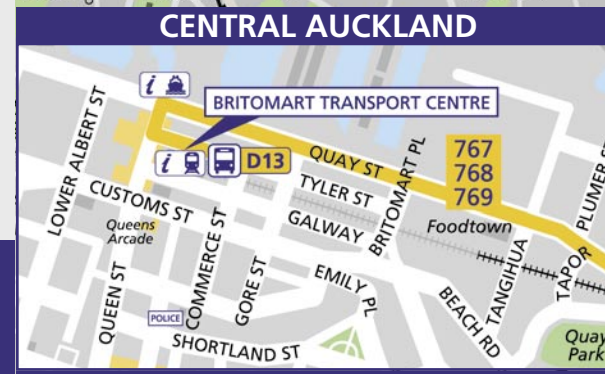 CENTRAL AUCKLAND
i
BRITOMART TRANSPORT CENTRE
LOWER ALBERT ST
i
D13
QUAY ST
BRITOMART PL
767
768
769
PLUMER
CUSTOMS ST
TYLER ST
GALWAY
Foodtown
Queens
Arcade
QUEEN ST
COMMERCE ST
GORE ST
EMILY PL
BEACH RD
TANGIHUA
TAPOR
POLICE
SHORTLAND ST
Quay
Park